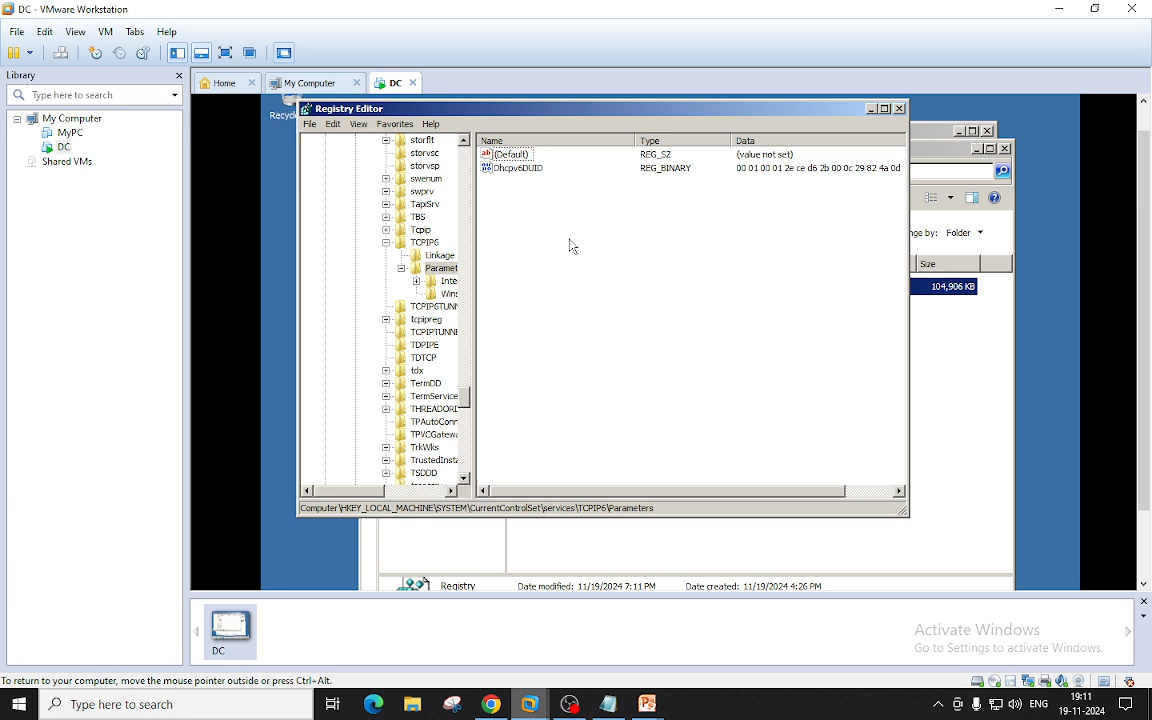 DC - VMware Workstation
File Edit View VM Tabs Help
Library
Type here to search
My Computer
MyPC
DC
Shared VMs
Home
My Computer
DC
Registry Editor
File Edit View Favorites Help
storflt
storvsc
storvsp
swenum
swprv
TapiSrv
TBS
Tcpip
TCPIP6
Linkage
Paramet
Inte
Wins
TCPIP6TUNN
tcpipreg
TCPIPTUNNE
TDPIPE
TDTCP
tdx
TermDD
TermService
THREADORD
TPAutoConn
TPVCGatewa
TrkWks
TrustedInsta
TSDDD
Name Type Data
(Default) REG_SZ (value not set)
Dhcpv6DUID REG_BINARY 00 01 00 01 2e ce d6 2b 00 0c 29 82 4a 0d
Computer\HKEY_LOCAL_MACHINE\SYSTEM\CurrentControlSet\services\TCPIP6\Parameters
nge by: Folder
Size
104,906 KB
Registry Date modified: 11/19/2024 7:11 PM Date created: 11/19/2024 4:26 PM
DC
Activate Windows
Go to Settings to activate Windows.
To return to your computer, move the mouse pointer outside or press Ctrl+Alt.
Type here to search
ENG
19:11
19-11-2024